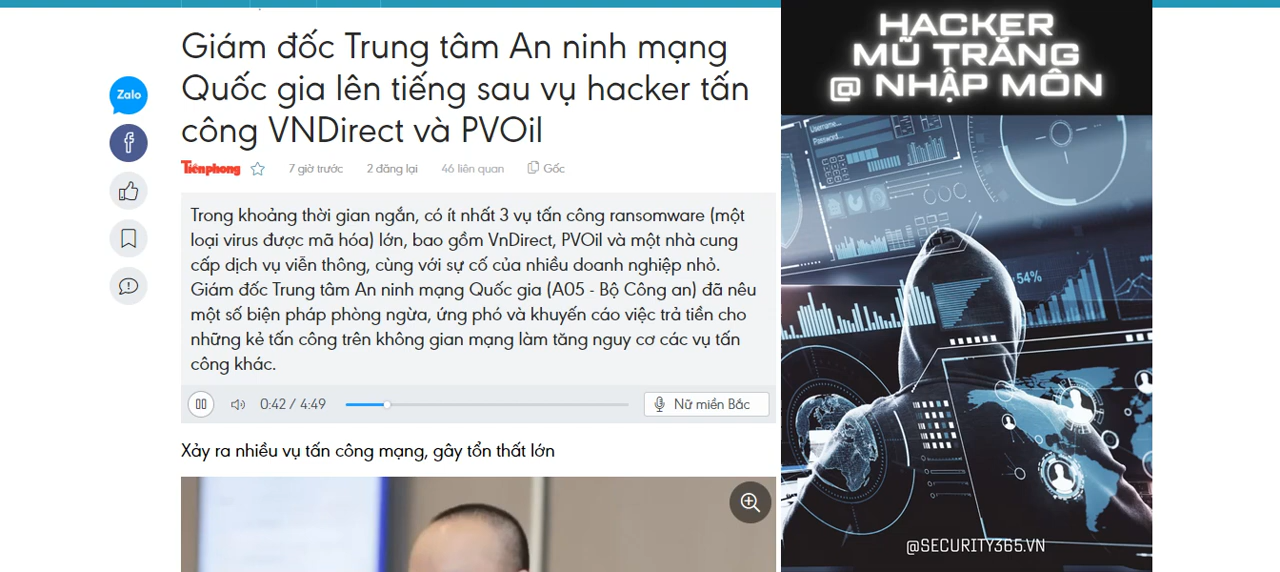 Giám đốc Trung tâm An ninh mạng
Quốc gia lên tiếng sau vụ hacker tấn
công VNDirect và PVOil
Zalo
Tiênphong 7 giờ trước 2 đăng lại 46 liên quan Gốc
Trong khoảng thời gian ngắn, có ít nhất 3 vụ tấn công ransomware (một
loại virus được mã hóa) lớn, bao gồm VnDirect, PVOil và một nhà cung
cấp dịch vụ viễn thông, cùng với sự cố của nhiều doanh nghiệp nhỏ.
Giám đốc Trung tâm An ninh mạng Quốc gia (A05 - Bộ Công an) đã nêu
một số biện pháp phòng ngừa, ứng phó và khuyến cáo việc trả tiền cho
những kẻ tấn công trên không gian mạng làm tăng nguy cơ các vụ tấn
công khác.
0:42 / 4:49 Nữ miền Bắc
Xảy ra nhiều vụ tấn công mạng, gây tổn thất lớn
HACKER
MŨ TRẮNG
@ NHẬP MÔN
Username...
Password...
54%
@SECURITY365.VN